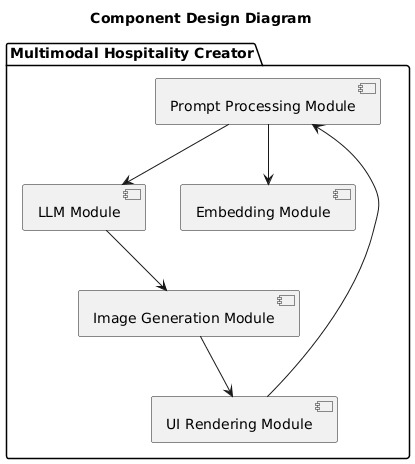 Component Design Diagram
Multimodal Hospitality Creator
Prompt Processing Module
LLM Module
Embedding Module
Image Generation Module
UI Rendering Module